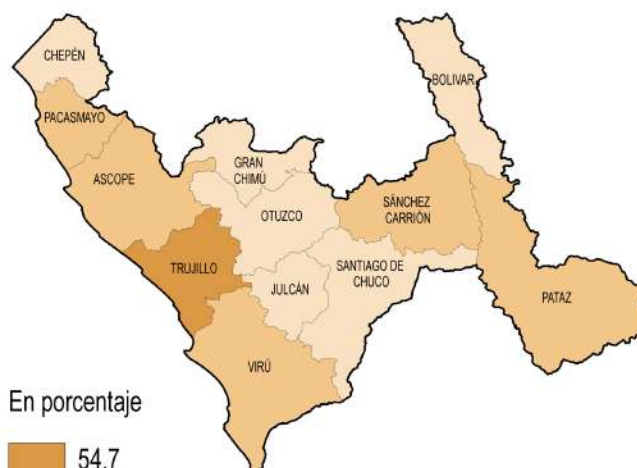 CHEPÉN
BOLIVAR
PACASMAYO
GRAN
CHIMÚ
ASCOPE
SÁNCHEZ
CARRIÓN
OTUZCO
TRUJILLO
SANTIAGO DE
CHUCO
JULCÁN
PATAZ
VIRÚ
En porcentaje
54.7